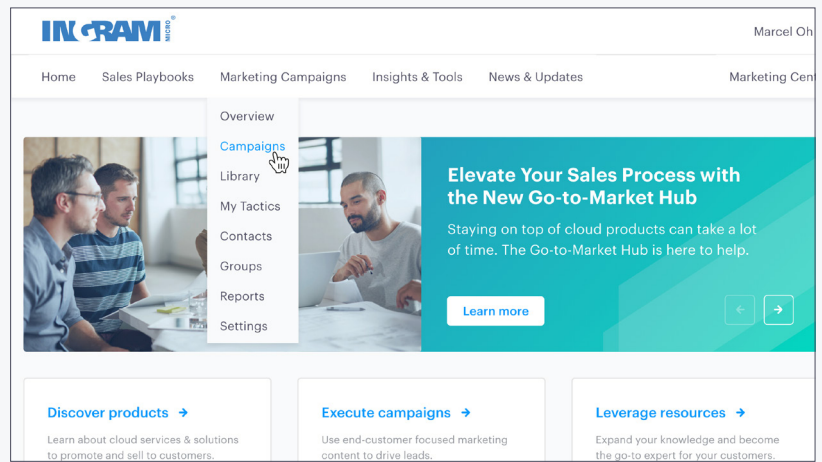 INGRAM MICRO®
Marcel Oh
Home Sales Playbooks Marketing Campaigns Insights & Tools News & Updates Marketing Cent
Overview
Campaigns
Library
My Tactics
Contacts
Groups
Reports
Settings
Elevate Your Sales Process with
the New Go-to-Market Hub
Staying on top of cloud products can take a lot
of time. The Go-to-Market Hub is here to help.
Learn more
Discover products →
Learn about cloud services & solutions
to promote and sell to customers.
Execute campaigns →
Use end-customer focused marketing
content to drive leads.
Leverage resources →
Expand your knowledge and become
the go-to expert for your customers.